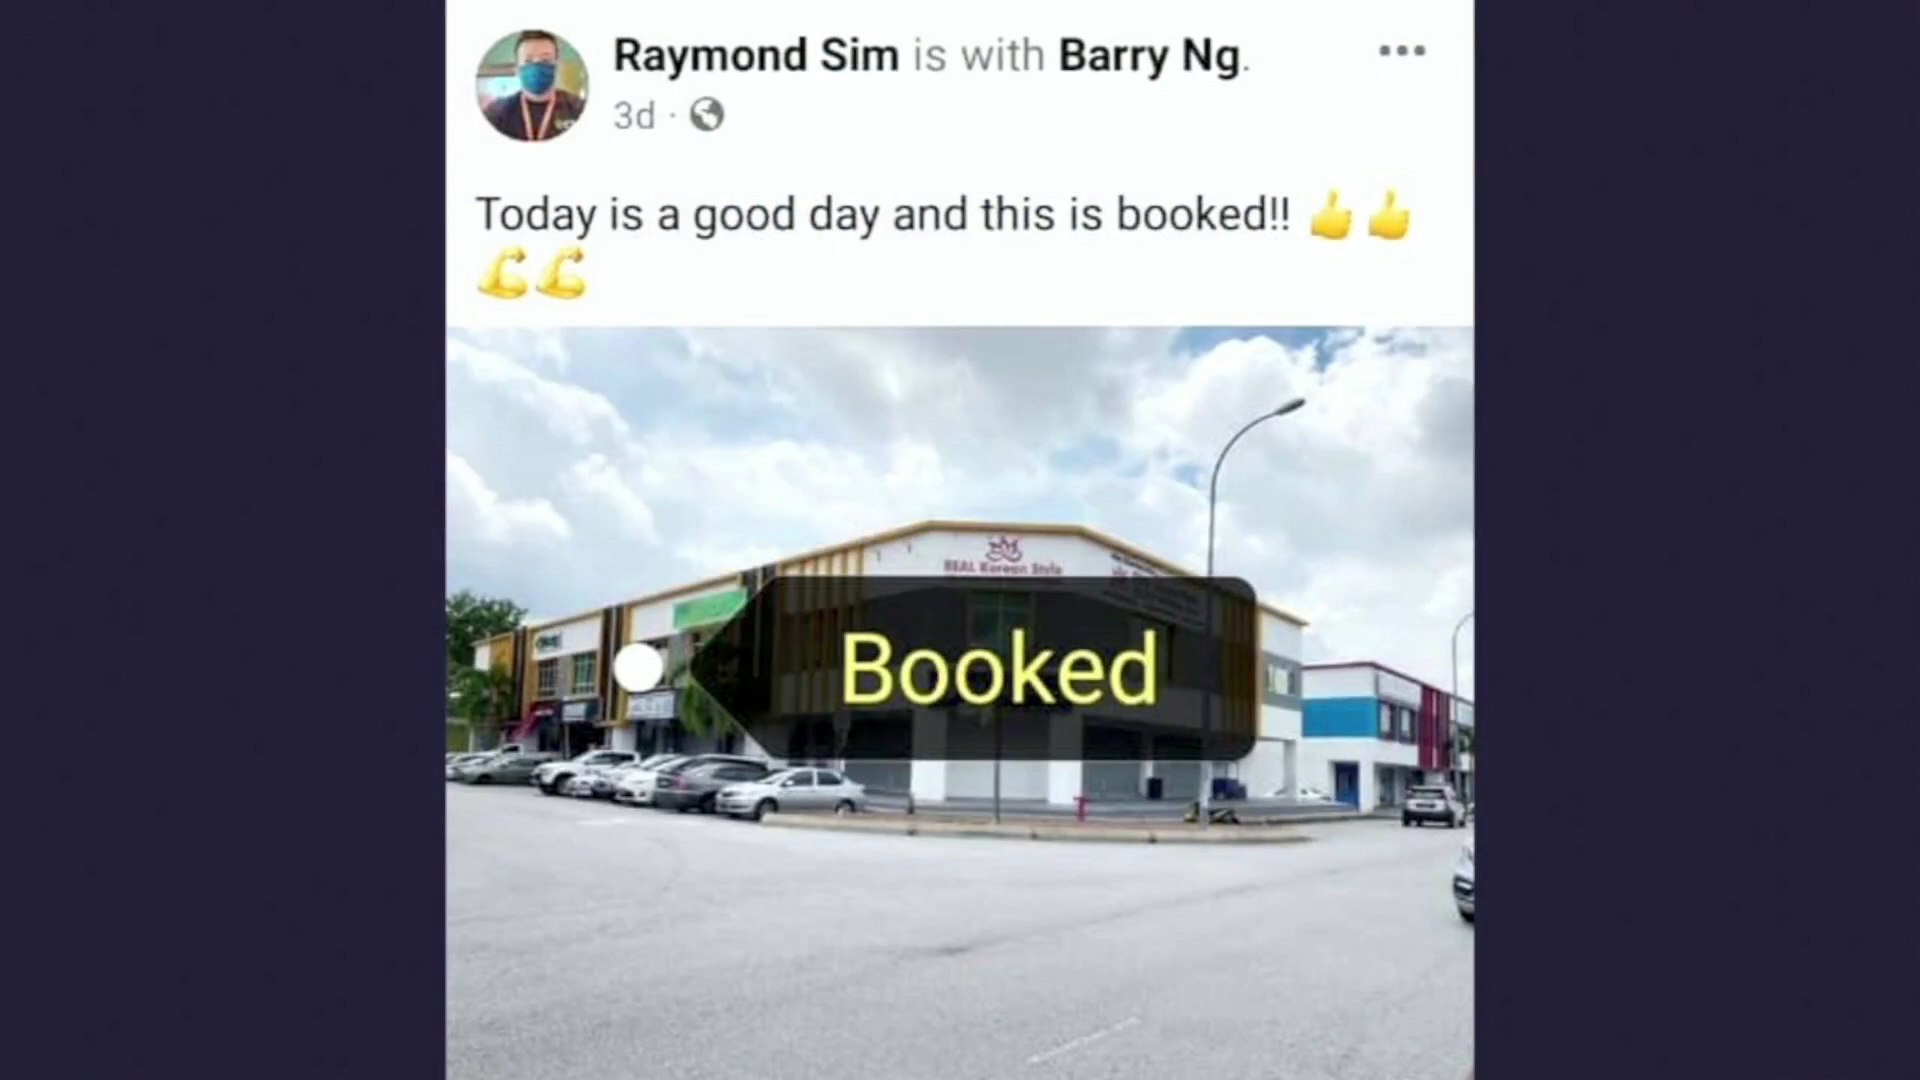 Raymond Sim is with Barry Ng.
3d ·
Today is a good day and this is booked!! 👍👍
💪💪
REAL Korean Style
Booked